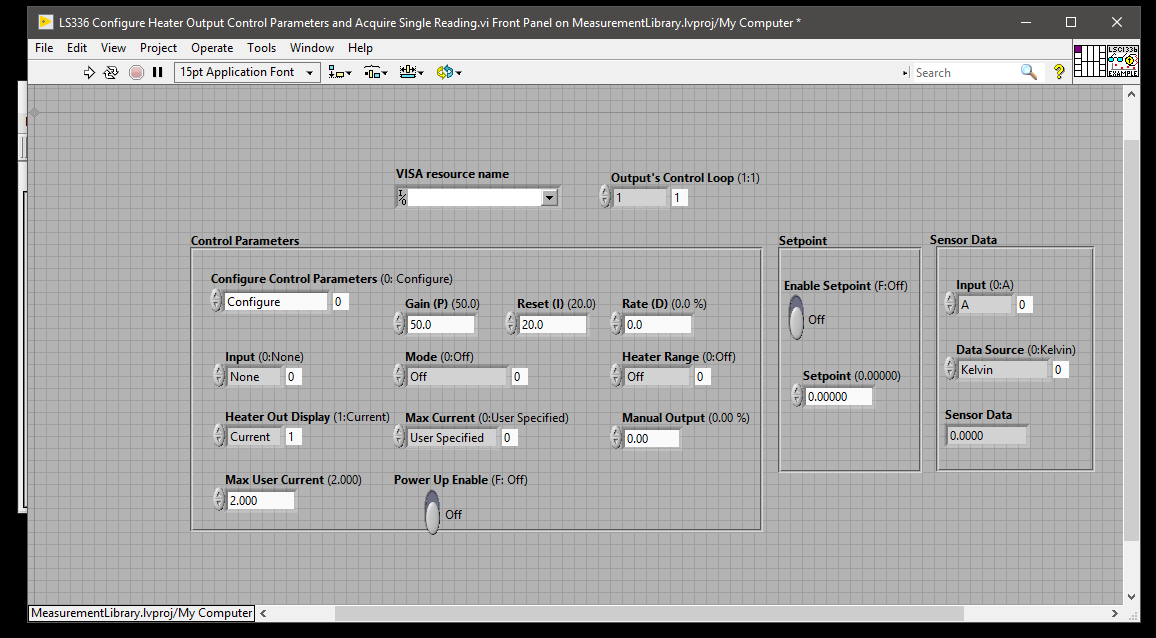 LS336 Configure Heater Output Control Parameters and Acquire Single Reading.vi Front Panel on MeasurementLibrary.lvproj/My Computer *
File Edit View Project Operate Tools Window Help
15pt Application Font Search
LSCI336
EXAMPLE
VISA resource name
Output's Control Loop (1:1)
1 1
Control Parameters
Configure Control Parameters (0: Configure)
Configure 0
Gain (P) (50.0) Reset (I) (20.0) Rate (D) (0.0 %)
50.0 20.0 0.0
Input (0:None) Mode (0:Off) Heater Range (0:Off)
None 0 Off 0 Off 0
Heater Out Display (1:Current) Max Current (0:User Specified) Manual Output (0.00 %)
Current 1 User Specified 0 0.00
Max User Current (2.000) Power Up Enable (F: Off)
2.000 Off
Setpoint
Enable Setpoint (F:Off)
Off
Setpoint (0.00000)
0.00000
Sensor Data
Input (0:A)
A 0
Data Source (0:Kelvin)
Kelvin 0
Sensor Data
0.0000
MeasurementLibrary.lvproj/My Computer